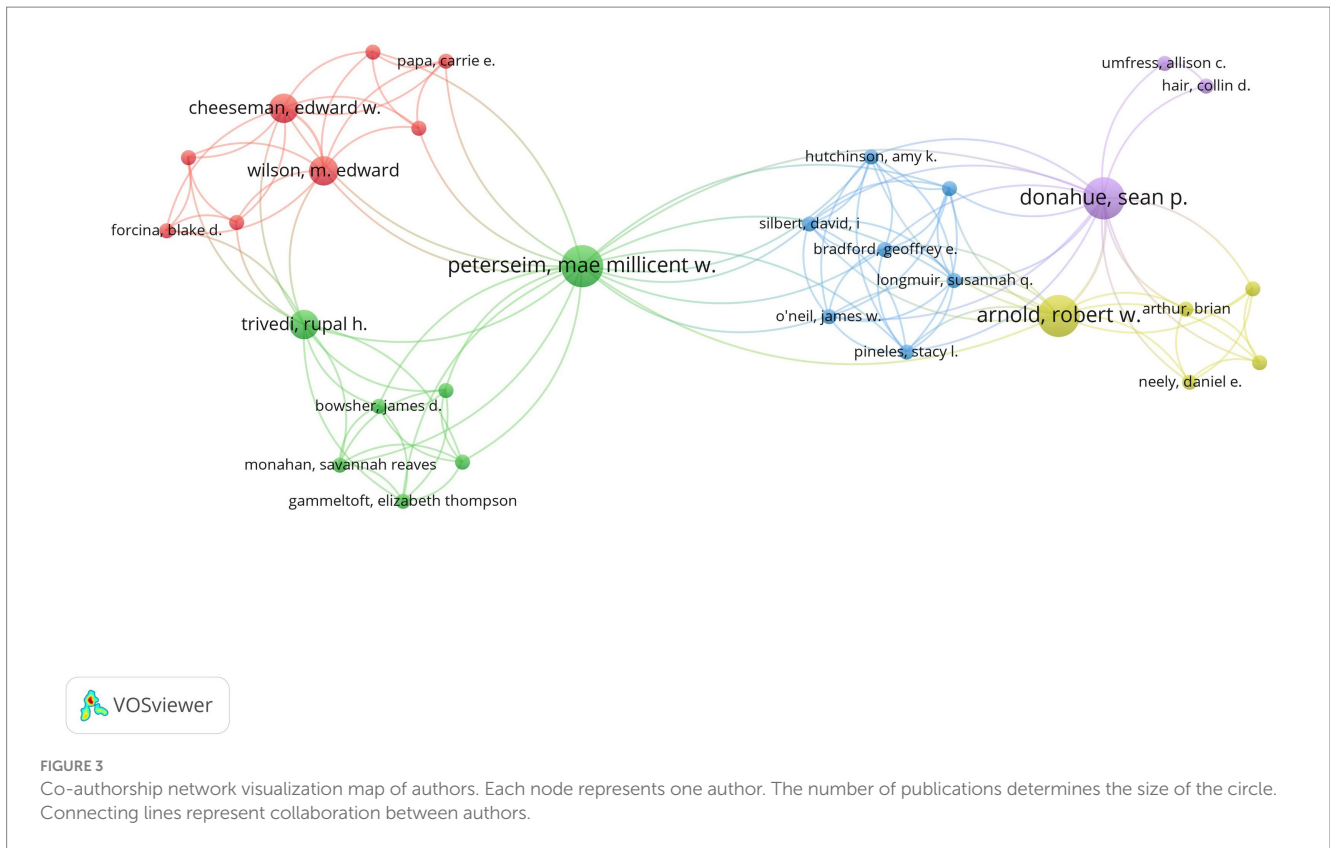 papa, carrie e.
cheeseman, edward w.
wilson, m. edward
forcina, blake d.
umfress, allison c.
hair, collin d.
hutchinson, amy k.
donahue, sean p.
silbert, david, i
bradford, geoffrey e.
peterseim, mae millicent w.
longmuir, susannah q.
o'neil, james w.
arnold, robert w.
arthur, brian
trivedi, rupal h.
pineles, stacy l.
neely, daniel e.
bowsher, james d.
monahan, savannah reaves
gammeltoft, elizabeth thompson
VOSviewer
FIGURE 3
Co-authorship network visualization map of authors. Each node represents one author. The number of publications determines the size of the circle.
Connecting lines represent collaboration between authors.